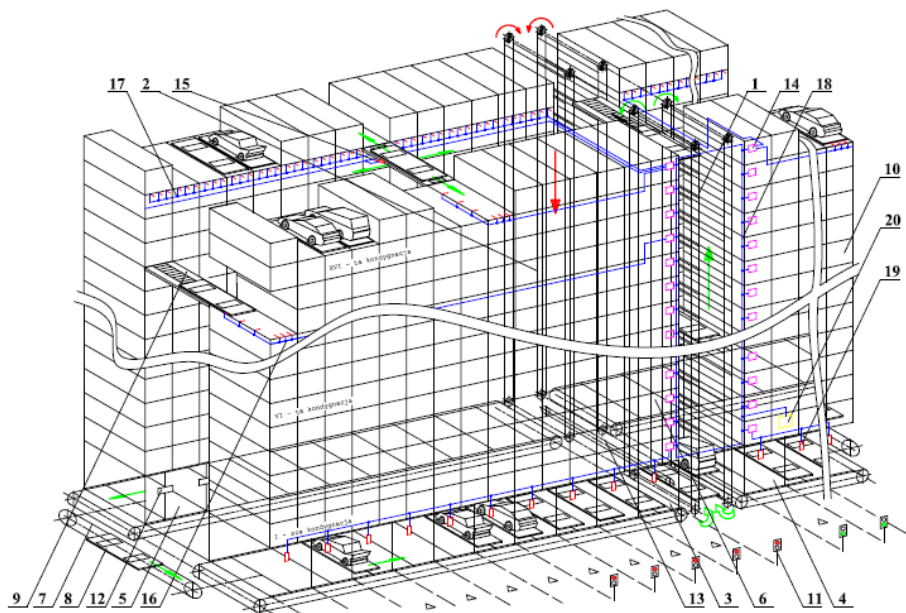 17 2 15 1 14 18
10
20
19
XVI - ta kondygnacja
VI - ta kondygnacja
I - sza kondygnacja
9 7 8 12 5 16 13 3 6 11 4